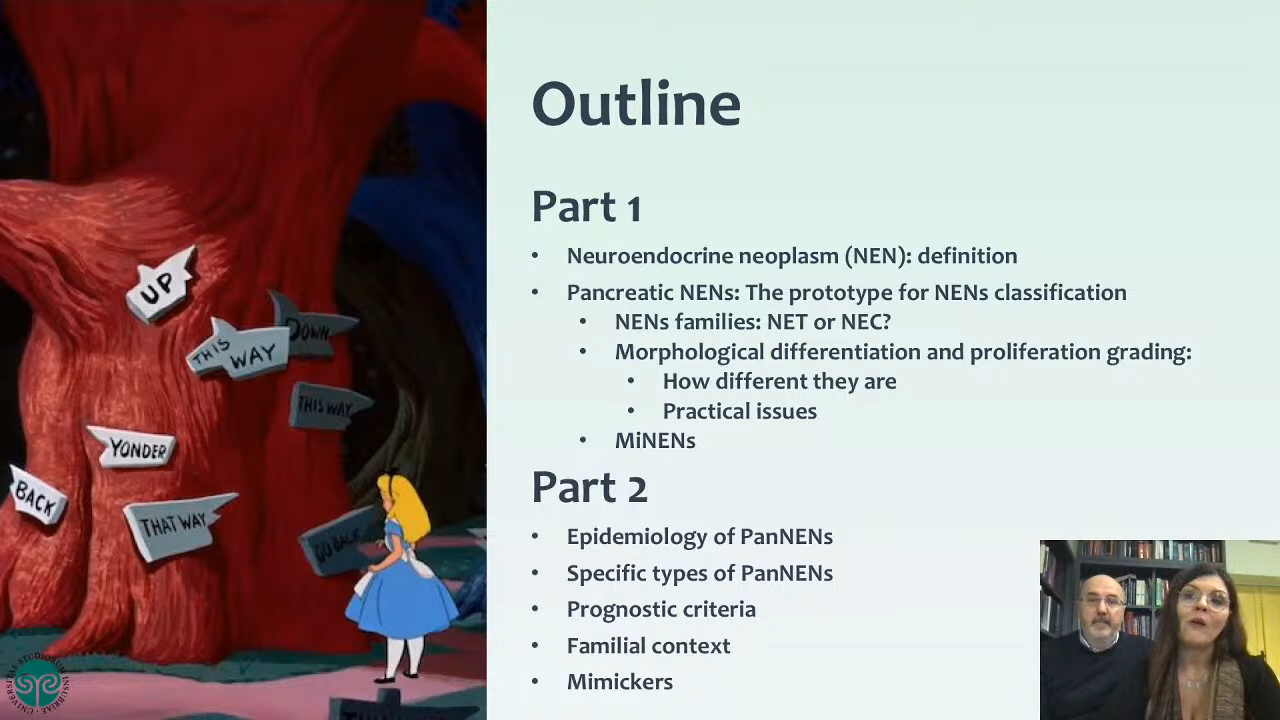 Outline
Part 1
• Neuroendocrine neoplasm (NEN): definition
• Pancreatic NENs: The prototype for NENs classification
• NENs families: NET or NEC?
• Morphological differentiation and proliferation grading:
• How different they are
• Practical issues
• MiNENs
Part 2
• Epidemiology of PanNENs
• Specific types of PanNENs
• Prognostic criteria
• Familial context
• Mimickers
UP
DOWN
THIS WAY
THIS WAY
YONDER
BACK
THAT WAY
GO BACK
UNIVERSITAS STUDIORUM INSUBRIAE